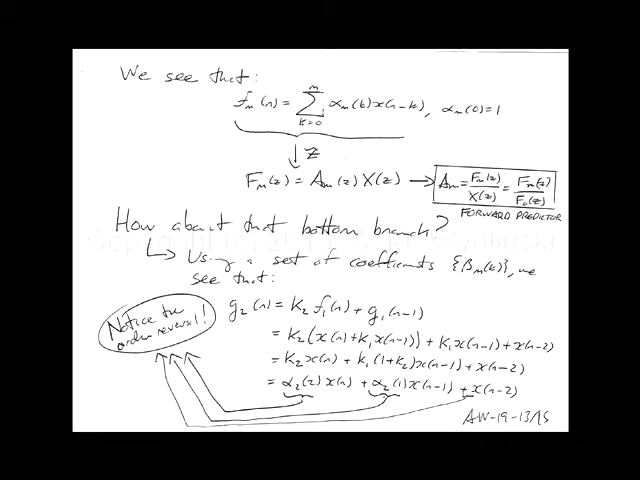 We see that:
f_m(n) = Σ_{k=0}^{m} α_m(k)x(n-k), α_m(0)=1
↓ Z
F_m(z) = A_m(z) X(z) → A_m = F_m(z)/X(z) = F_m(z)/F_0(z)
FORWARD PREDICTOR
How about that bottom branch?
↳ Using a set of coefficients {β_m(k)}, we
see that:
g_2(n) = K_2 f_1(n) + g_1(n-1)
Notice the
order reversal!
= K_2(x(n)+K_1x(n-1)) + K_1x(n-1) + x(n-2)
= K_2x(n) + K_1(1+K_2)x(n-1) + x(n-2)
= α_2(2)x(n) + α_2(1)x(n-1) + x(n-2)
AW-19-13/15